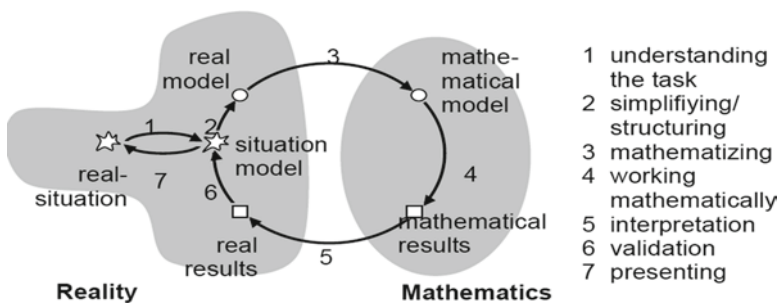 real
model
3
mathe-
matical
model
1
2
situation
model
real-
situation
7
6
4
real
results
5
mathematical
results
Reality
Mathematics
1 understanding
the task
2 simplifiying/
structuring
3 mathematizing
4 working
mathematically
5 interpretation
6 validation
7 presenting